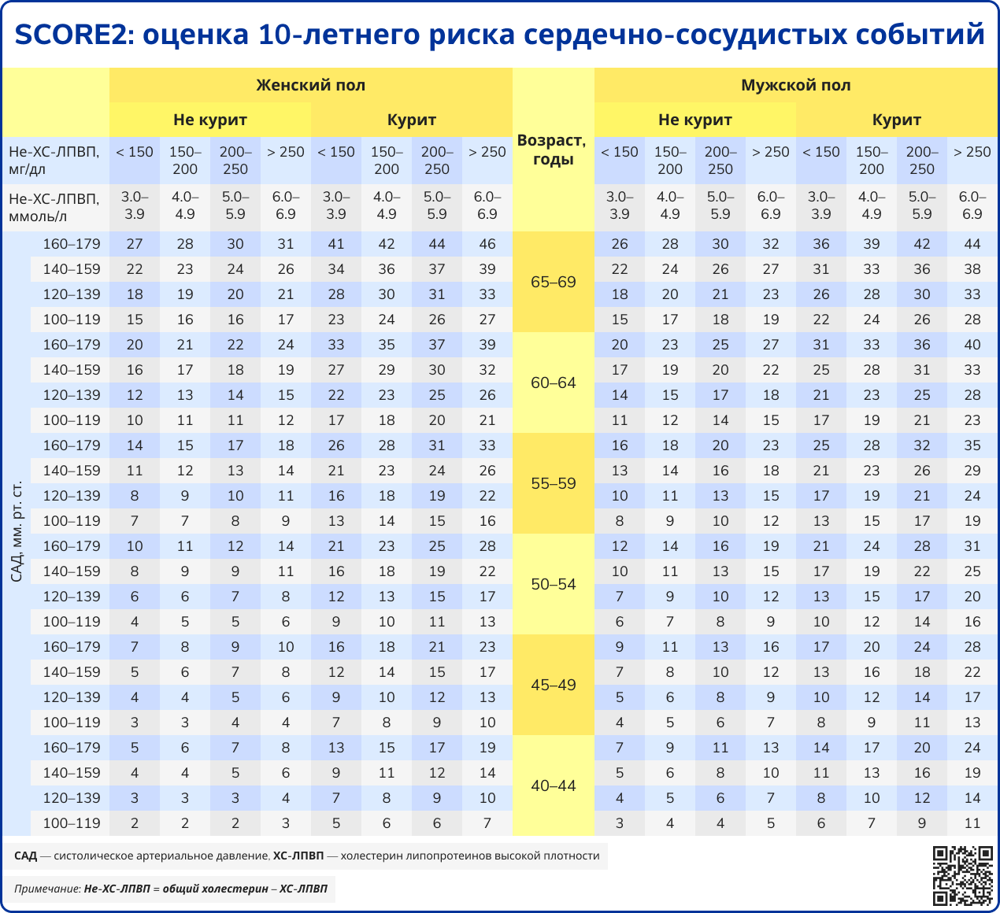 SCORE2: оценка 10-летнего риска сердечно-сосудистых событий
Женский пол Возраст, годы Мужской пол
Не курит Курит Не курит Курит
Не-ХС-ЛПВП, мг/дл < 150 150–200 200–250 > 250 < 150 150–200 200–250 > 250 < 150 150–200 200–250 > 250 < 150 150–200 200–250 > 250
Не-ХС-ЛПВП, ммоль/л 3.0–3.9 4.0–4.9 5.0–5.9 6.0–6.9 3.0–3.9 4.0–4.9 5.0–5.9 6.0–6.9 3.0–3.9 4.0–4.9 5.0–5.9 6.0–6.9 3.0–3.9 4.0–4.9 5.0–5.9 6.0–6.9
САД, мм. рт. ст.
65–69
160–179 27 28 30 31 41 42 44 46 26 28 30 32 36 39 42 44
140–159 22 23 24 26 34 36 37 39 22 24 26 27 31 33 36 38
120–139 18 19 20 21 28 30 31 33 18 20 21 23 26 28 30 33
100–119 15 16 16 17 23 24 26 27 15 17 18 19 22 24 26 28
60–64
160–179 20 21 22 24 33 35 37 39 20 23 25 27 31 33 36 40
140–159 16 17 18 19 27 29 30 32 17 19 20 22 25 28 31 33
120–139 12 13 14 15 22 23 25 26 14 15 17 18 21 23 25 28
100–119 10 11 11 12 17 18 20 21 11 12 14 15 17 19 21 23
55–59
160–179 14 15 17 18 26 28 31 33 16 18 20 23 25 28 32 35
140–159 11 12 13 14 21 23 24 26 13 14 16 18 21 23 26 29
120–139 8 9 10 11 16 18 19 22 10 11 13 15 17 19 21 24
100–119 7 7 8 9 13 14 15 16 8 9 10 12 13 15 17 19
50–54
160–179 10 11 12 14 21 23 25 28 12 14 16 19 21 24 28 31
140–159 8 9 9 11 16 18 19 22 10 11 13 15 17 19 22 25
120–139 6 6 7 8 12 13 15 17 7 9 10 12 13 15 17 20
100–119 4 5 5 6 9 10 11 13 6 7 8 9 10 12 14 16
45–49
160–179 7 8 9 10 16 18 21 23 9 11 13 16 17 20 24 28
140–159 5 6 7 8 12 14 15 17 7 8 10 12 13 16 18 22
120–139 4 4 5 6 9 10 12 13 5 6 8 9 10 12 14 17
100–119 3 3 4 4 7 8 9 10 4 5 6 7 8 9 11 13
40–44
160–179 5 6 7 8 13 15 17 19 7 9 11 13 14 17 20 24
140–159 4 4 5 6 9 11 12 14 5 6 8 10 11 13 16 19
120–139 3 3 3 4 7 8 9 10 4 5 6 7 8 10 12 14
100–119 2 2 2 3 5 6 6 7 3 4 4 5 6 7 9 11
САД — систолическое артериальное давление, ХС-ЛПВП — холестерин липопротеинов высокой плотности
Примечание: Не-ХС-ЛПВП = общий холестерин – ХС-ЛПВП